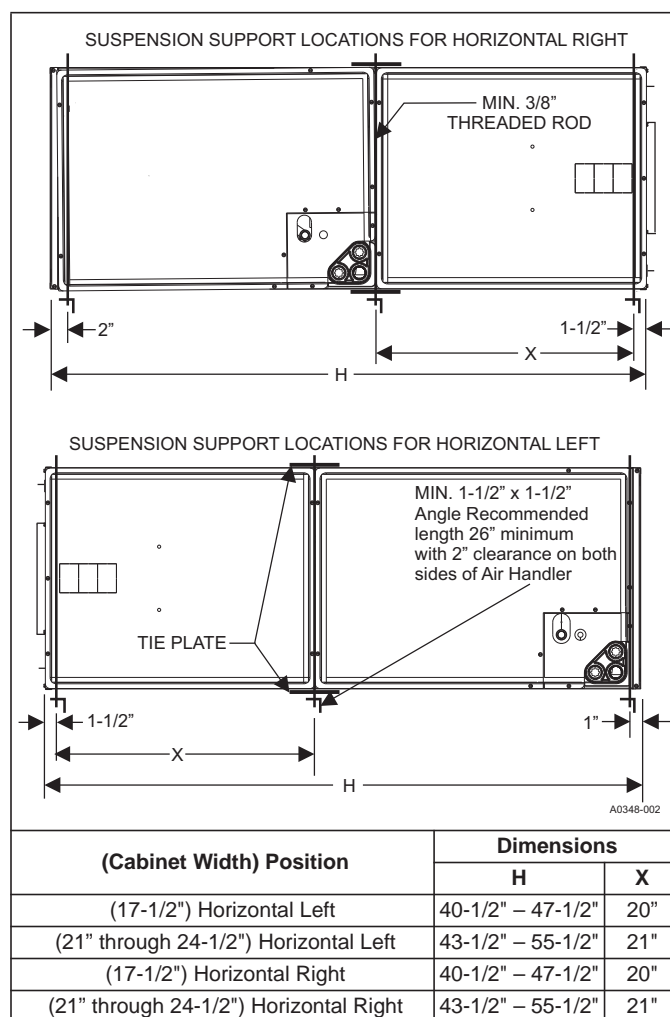 SUSPENSION SUPPORT LOCATIONS FOR HORIZONTAL RIGHT
MIN. 3/8”
THREADED ROD
2”
1-1/2”
X
H
SUSPENSION SUPPORT LOCATIONS FOR HORIZONTAL LEFT
MIN. 1-1/2” x 1-1/2”
Angle Recommended
length 26” minimum
with 2” clearance on both
sides of Air Handler
TIE PLATE
1-1/2”
1”
X
H
A0348-002
(Cabinet Width) Position Dimensions
H X
(17-1/2") Horizontal Left 40-1/2" – 47-1/2" 20”
(21” through 24-1/2") Horizontal Left 43-1/2" – 55-1/2" 21"
(17-1/2") Horizontal Right 40-1/2" – 47-1/2" 20"
(21” through 24-1/2") Horizontal Right 43-1/2" – 55-1/2" 21"